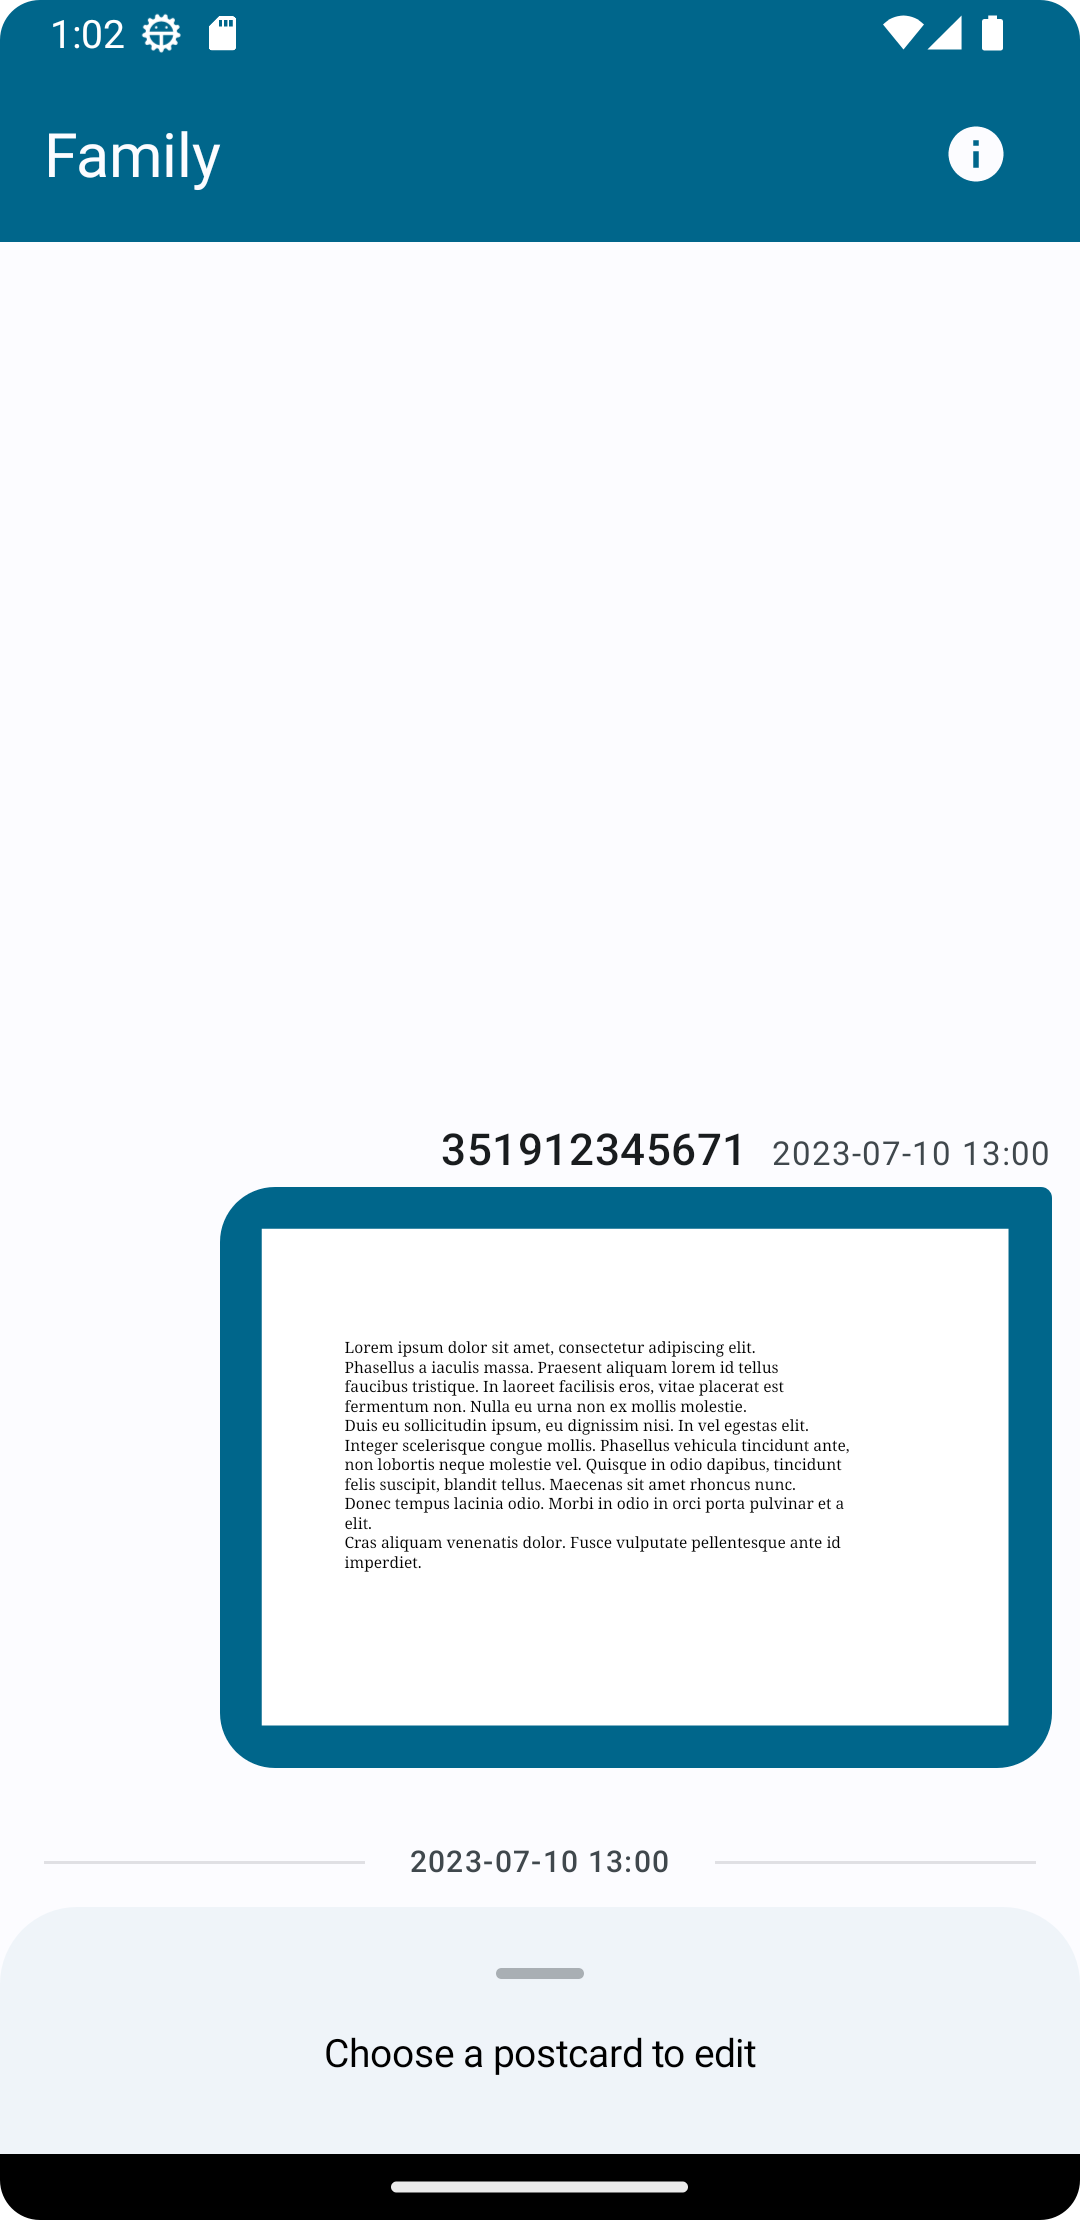 1:02
Family
351912345671 2023-07-10 13:00
Lorem ipsum dolor sit amet, consectetur adipiscing elit.
Phasellus a iaculis massa. Praesent aliquam lorem id tellus
faucibus tristique. In laoreet facilisis eros, vitae placerat est
fermentum non. Nulla eu urna non ex mollis molestie.
Duis eu sollicitudin ipsum, eu dignissim nisi. In vel egestas elit.
Integer scelerisque congue mollis. Phasellus vehicula tincidunt ante,
non lobortis neque molestie vel. Quisque in odio dapibus, tincidunt
felis suscipit, blandit tellus. Maecenas sit amet rhoncus nunc.
Donec tempus lacinia odio. Morbi in odio in orci porta pulvinar et a
elit.
Cras aliquam venenatis dolor. Fusce vulputate pellentesque ante id
imperdiet.
2023-07-10 13:00
Choose a postcard to edit